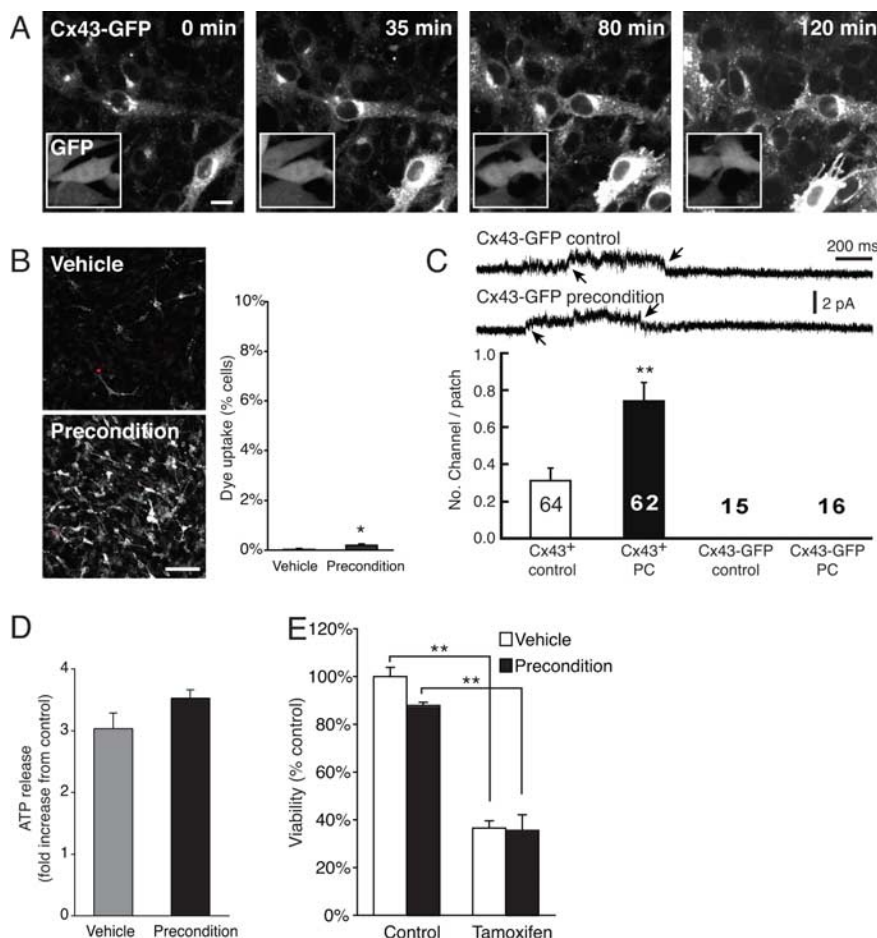 A
Cx43-GFP 0 min
35 min
80 min
120 min
GFP
B
Vehicle
Precondition
Dye uptake (% cells)
10%
8%
6%
4%
2%
0%
*
Vehicle Precondition
C
Cx43-GFP control
200 ms
Cx43-GFP precondition
2 pA
No. Channel / patch
1.0
0.8
0.6
0.4
0.2
0
**
64
62
15
16
Cx43+ control
Cx43+ PC
Cx43-GFP control
Cx43-GFP PC
D
ATP release
(fold increase from control)
4
3
2
1
0
Vehicle Precondition
E
Viability (% control)
120%
100%
80%
60%
40%
20%
0%
Vehicle
Precondition
**
**
Control Tamoxifen